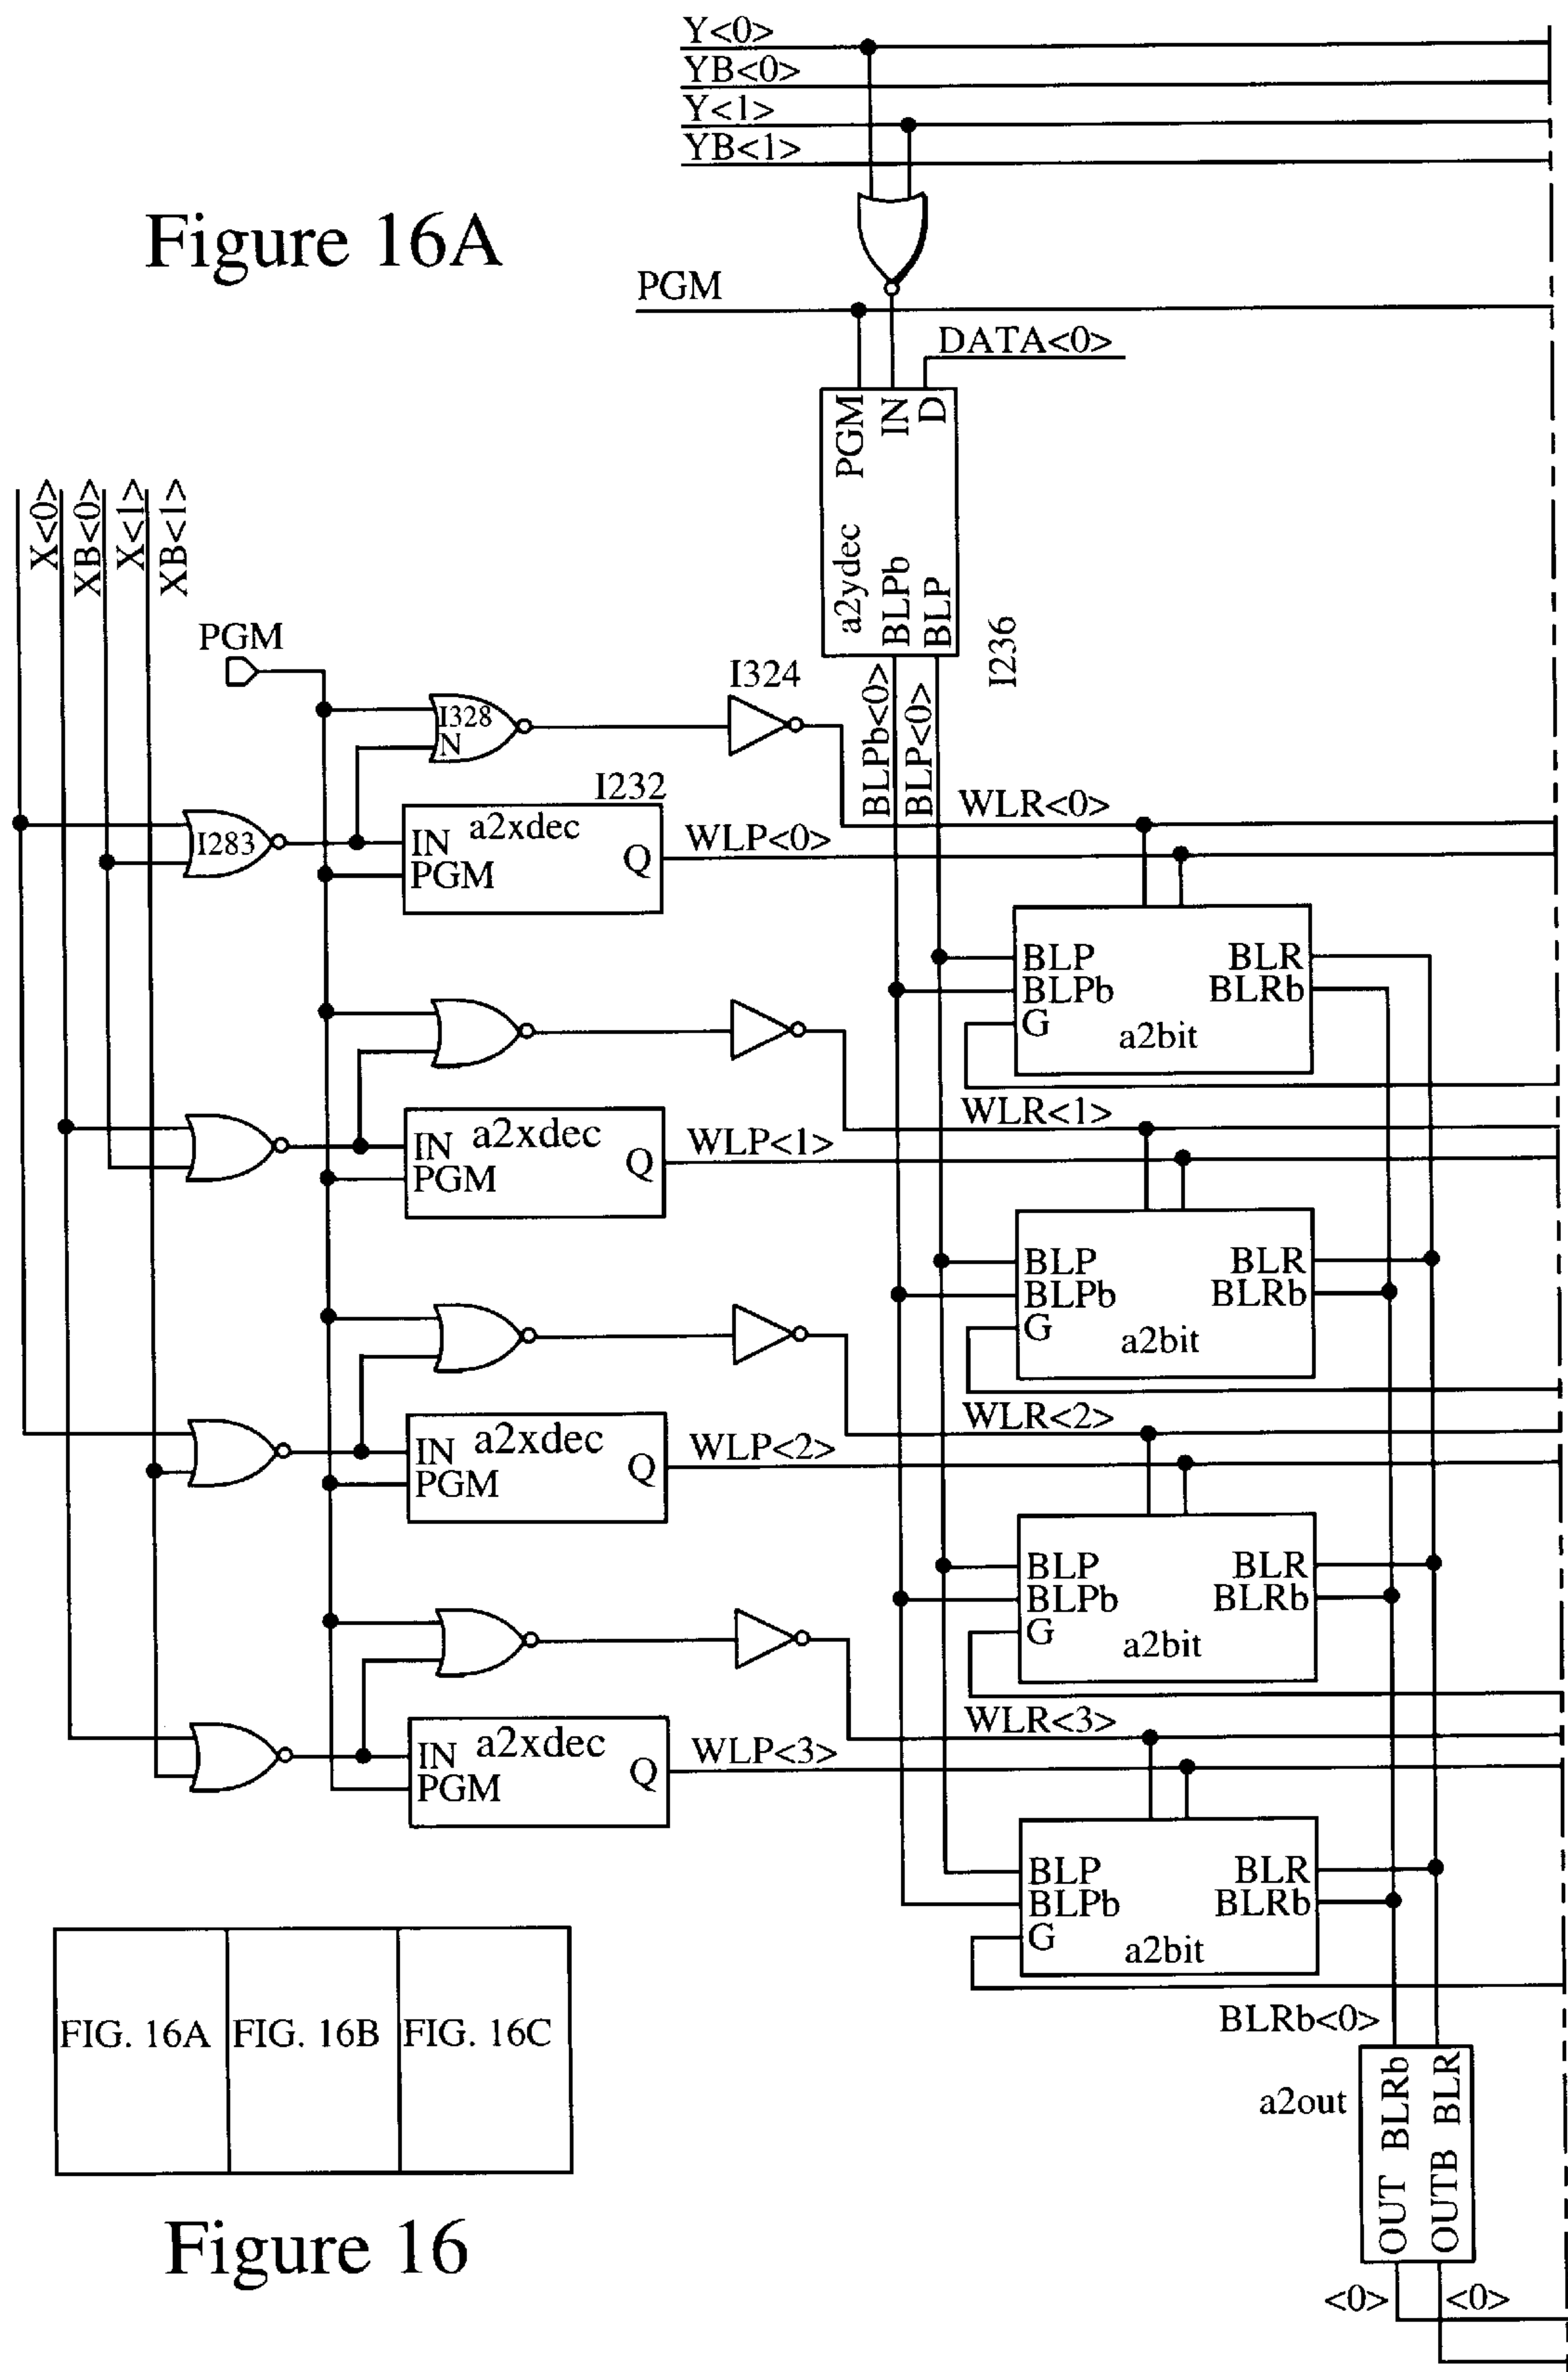 Y<0>
YB<0>
Y<1>
YB<1>
Figure 16A
PGM
DATA<0>
PGM
IN
D
a2ydec
BLPb
BLP
I236
X<0>
XB<0>
X<1>
XB<1>
PGM
I328
N
I324
BLPb<0>
BLP<0>
I232
I283
IN
a2xdec
PGM
Q
WLP<0>
WLR<0>
BLP
BLR
BLPb
BLRb
G
a2bit
WLR<1>
IN
a2xdec
PGM
Q
WLP<1>
BLP
BLR
BLPb
BLRb
G
a2bit
WLR<2>
IN
a2xdec
PGM
Q
WLP<2>
BLP
BLR
BLPb
BLRb
G
a2bit
WLR<3>
IN
a2xdec
PGM
Q
WLP<3>
BLP
BLR
BLPb
BLRb
G
a2bit
FIG. 16A
FIG. 16B
FIG. 16C
Figure 16
BLRb<0>
a2out
OUT BLRb
OUTB BLR
<0>
<0>